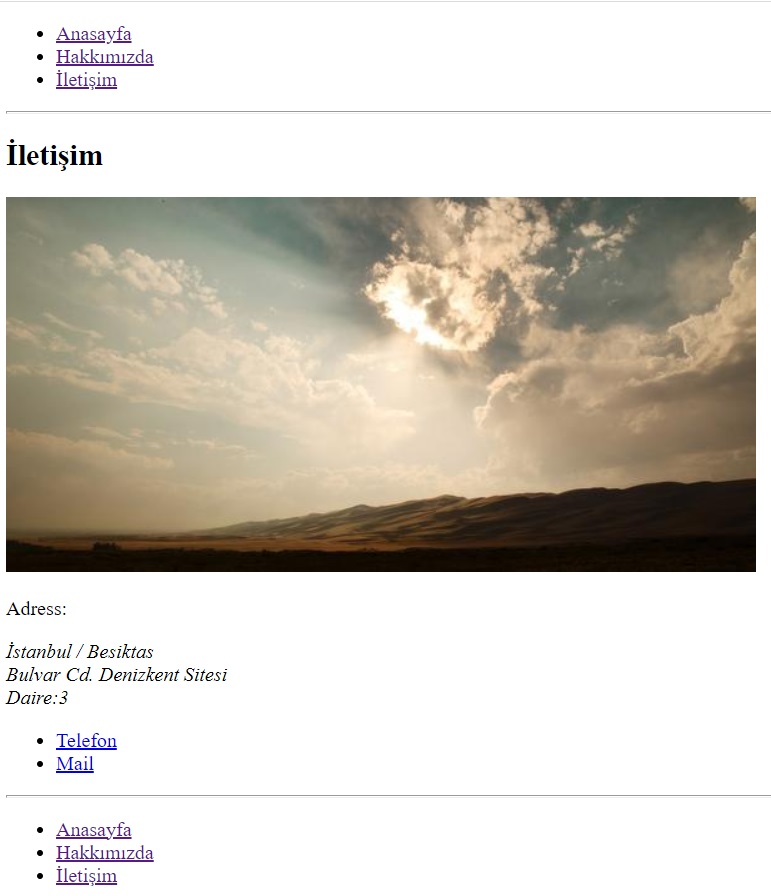 Anasayfa
Hakkımızda
İletişim
İletişim
Adress:
İstanbul / Besiktas
Bulvar Cd. Denizkent Sitesi
Daire:3
Telefon
Mail
Anasayfa
Hakkımızda
İletişim